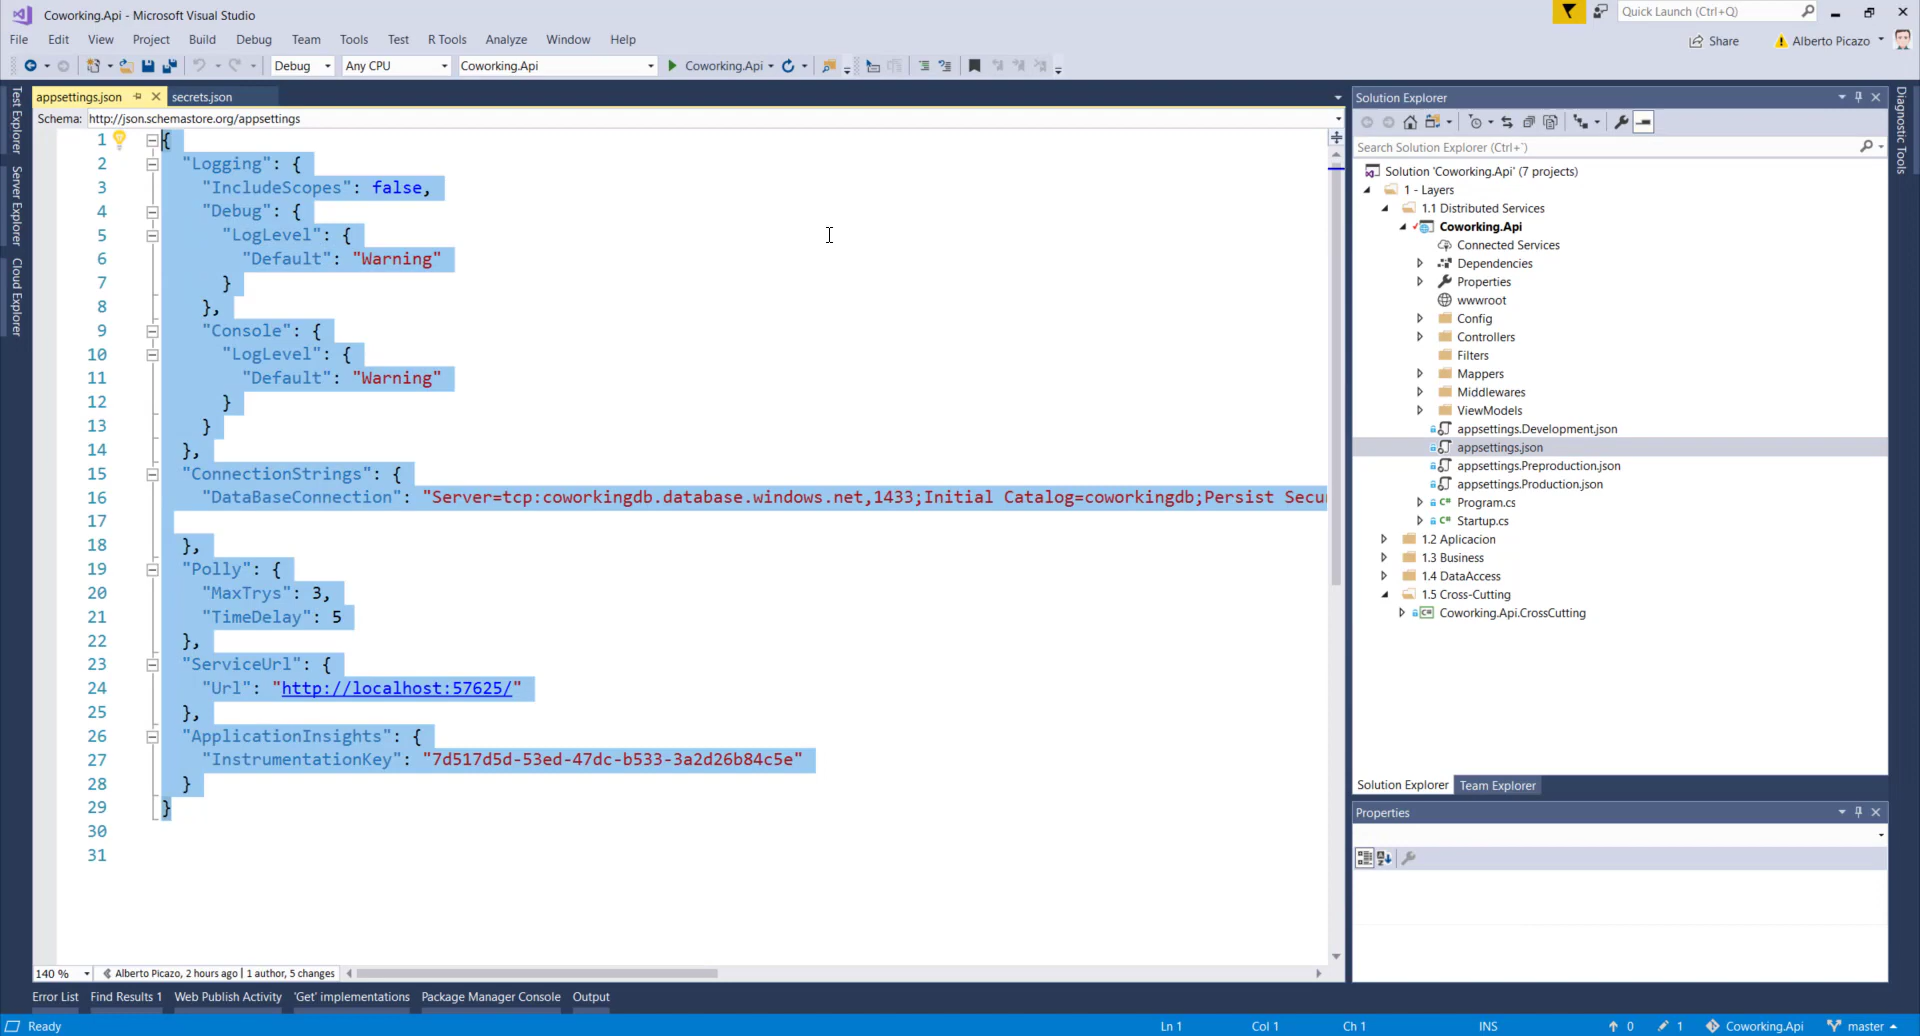 Coworking.Api - Microsoft Visual Studio
Quick Launch (Ctrl+Q)
File Edit View Project Build Debug Team Tools Test R Tools Analyze Window Help
Share Alberto Picazo
Debug Any CPU Coworking.Api Coworking.Api
Test Explorer
Server Explorer
Cloud Explorer
appsettings.json secrets.json
Schema: http://json.schemastore.org/appsettings
1 {
2 "Logging": {
3 "IncludeScopes": false,
4 "Debug": {
5 "LogLevel": {
6 "Default": "Warning"
7 }
8 },
9 "Console": {
10 "LogLevel": {
11 "Default": "Warning"
12 }
13 }
14 },
15 "ConnectionStrings": {
16 "DataBaseConnection": "Server=tcp:coworkingdb.database.windows.net,1433;Initial Catalog=coworkingdb;Persist Secu
17
18 },
19 "Polly": {
20 "MaxTrys": 3,
21 "TimeDelay": 5
22 },
23 "ServiceUrl": {
24 "Url": "http://localhost:57625/"
25 },
26 "ApplicationInsights": {
27 "InstrumentationKey": "7d517d5d-53ed-47dc-b533-3a2d26b84c5e"
28 }
29 }
30
31
140 % Alberto Picazo, 2 hours ago | 1 author, 5 changes
Solution Explorer
Search Solution Explorer (Ctrl+`)
Solution 'Coworking.Api' (7 projects)
1 - Layers
1.1 Distributed Services
Coworking.Api
Connected Services
Dependencies
Properties
wwwroot
Config
Controllers
Filters
Mappers
Middlewares
ViewModels
appsettings.Development.json
appsettings.json
appsettings.Preproduction.json
appsettings.Production.json
C# Program.cs
C# Startup.cs
1.2 Aplicacion
1.3 Business
1.4 DataAccess
1.5 Cross-Cutting
C# Coworking.Api.CrossCutting
Solution Explorer Team Explorer
Properties
Diagnostic Tools
Error List Find Results 1 Web Publish Activity 'Get' implementations Package Manager Console Output
Ready Ln 1 Col 1 Ch 1 INS 0 1 Coworking.Api master